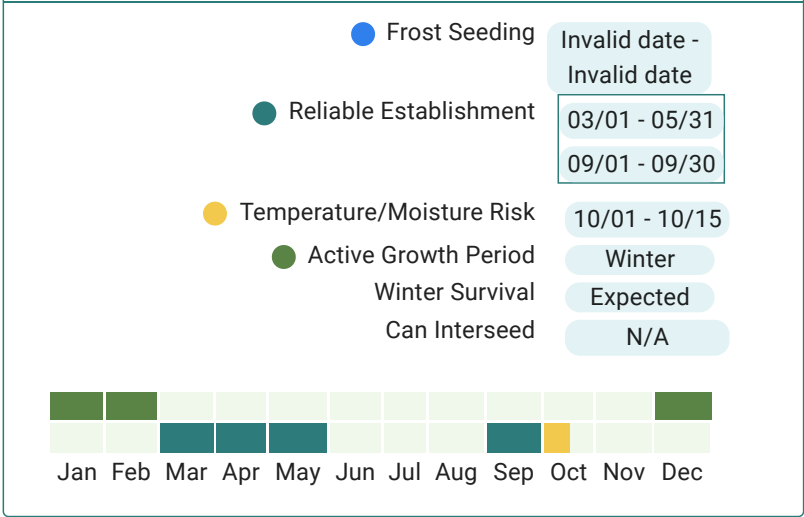 Frost Seeding Invalid date -
Invalid date
Reliable Establishment 03/01 - 05/31
09/01 - 09/30
Temperature/Moisture Risk 10/01 - 10/15
Active Growth Period Winter
Winter Survival Expected
Can Interseed N/A
Jan Feb Mar Apr May Jun Jul Aug Sep Oct Nov Dec